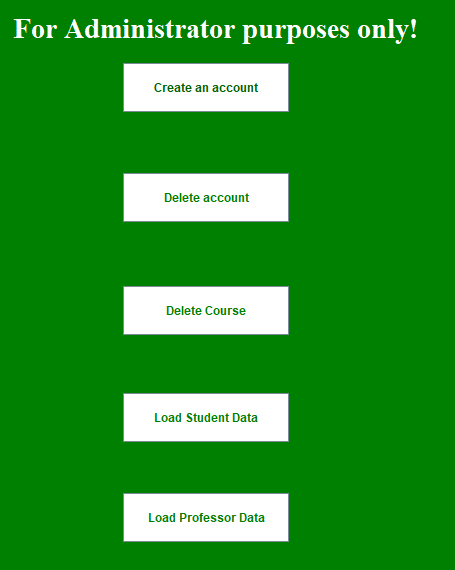 For Administrator purposes only!
Create an account
Delete account
Delete Course
Load Student Data
Load Professor Data